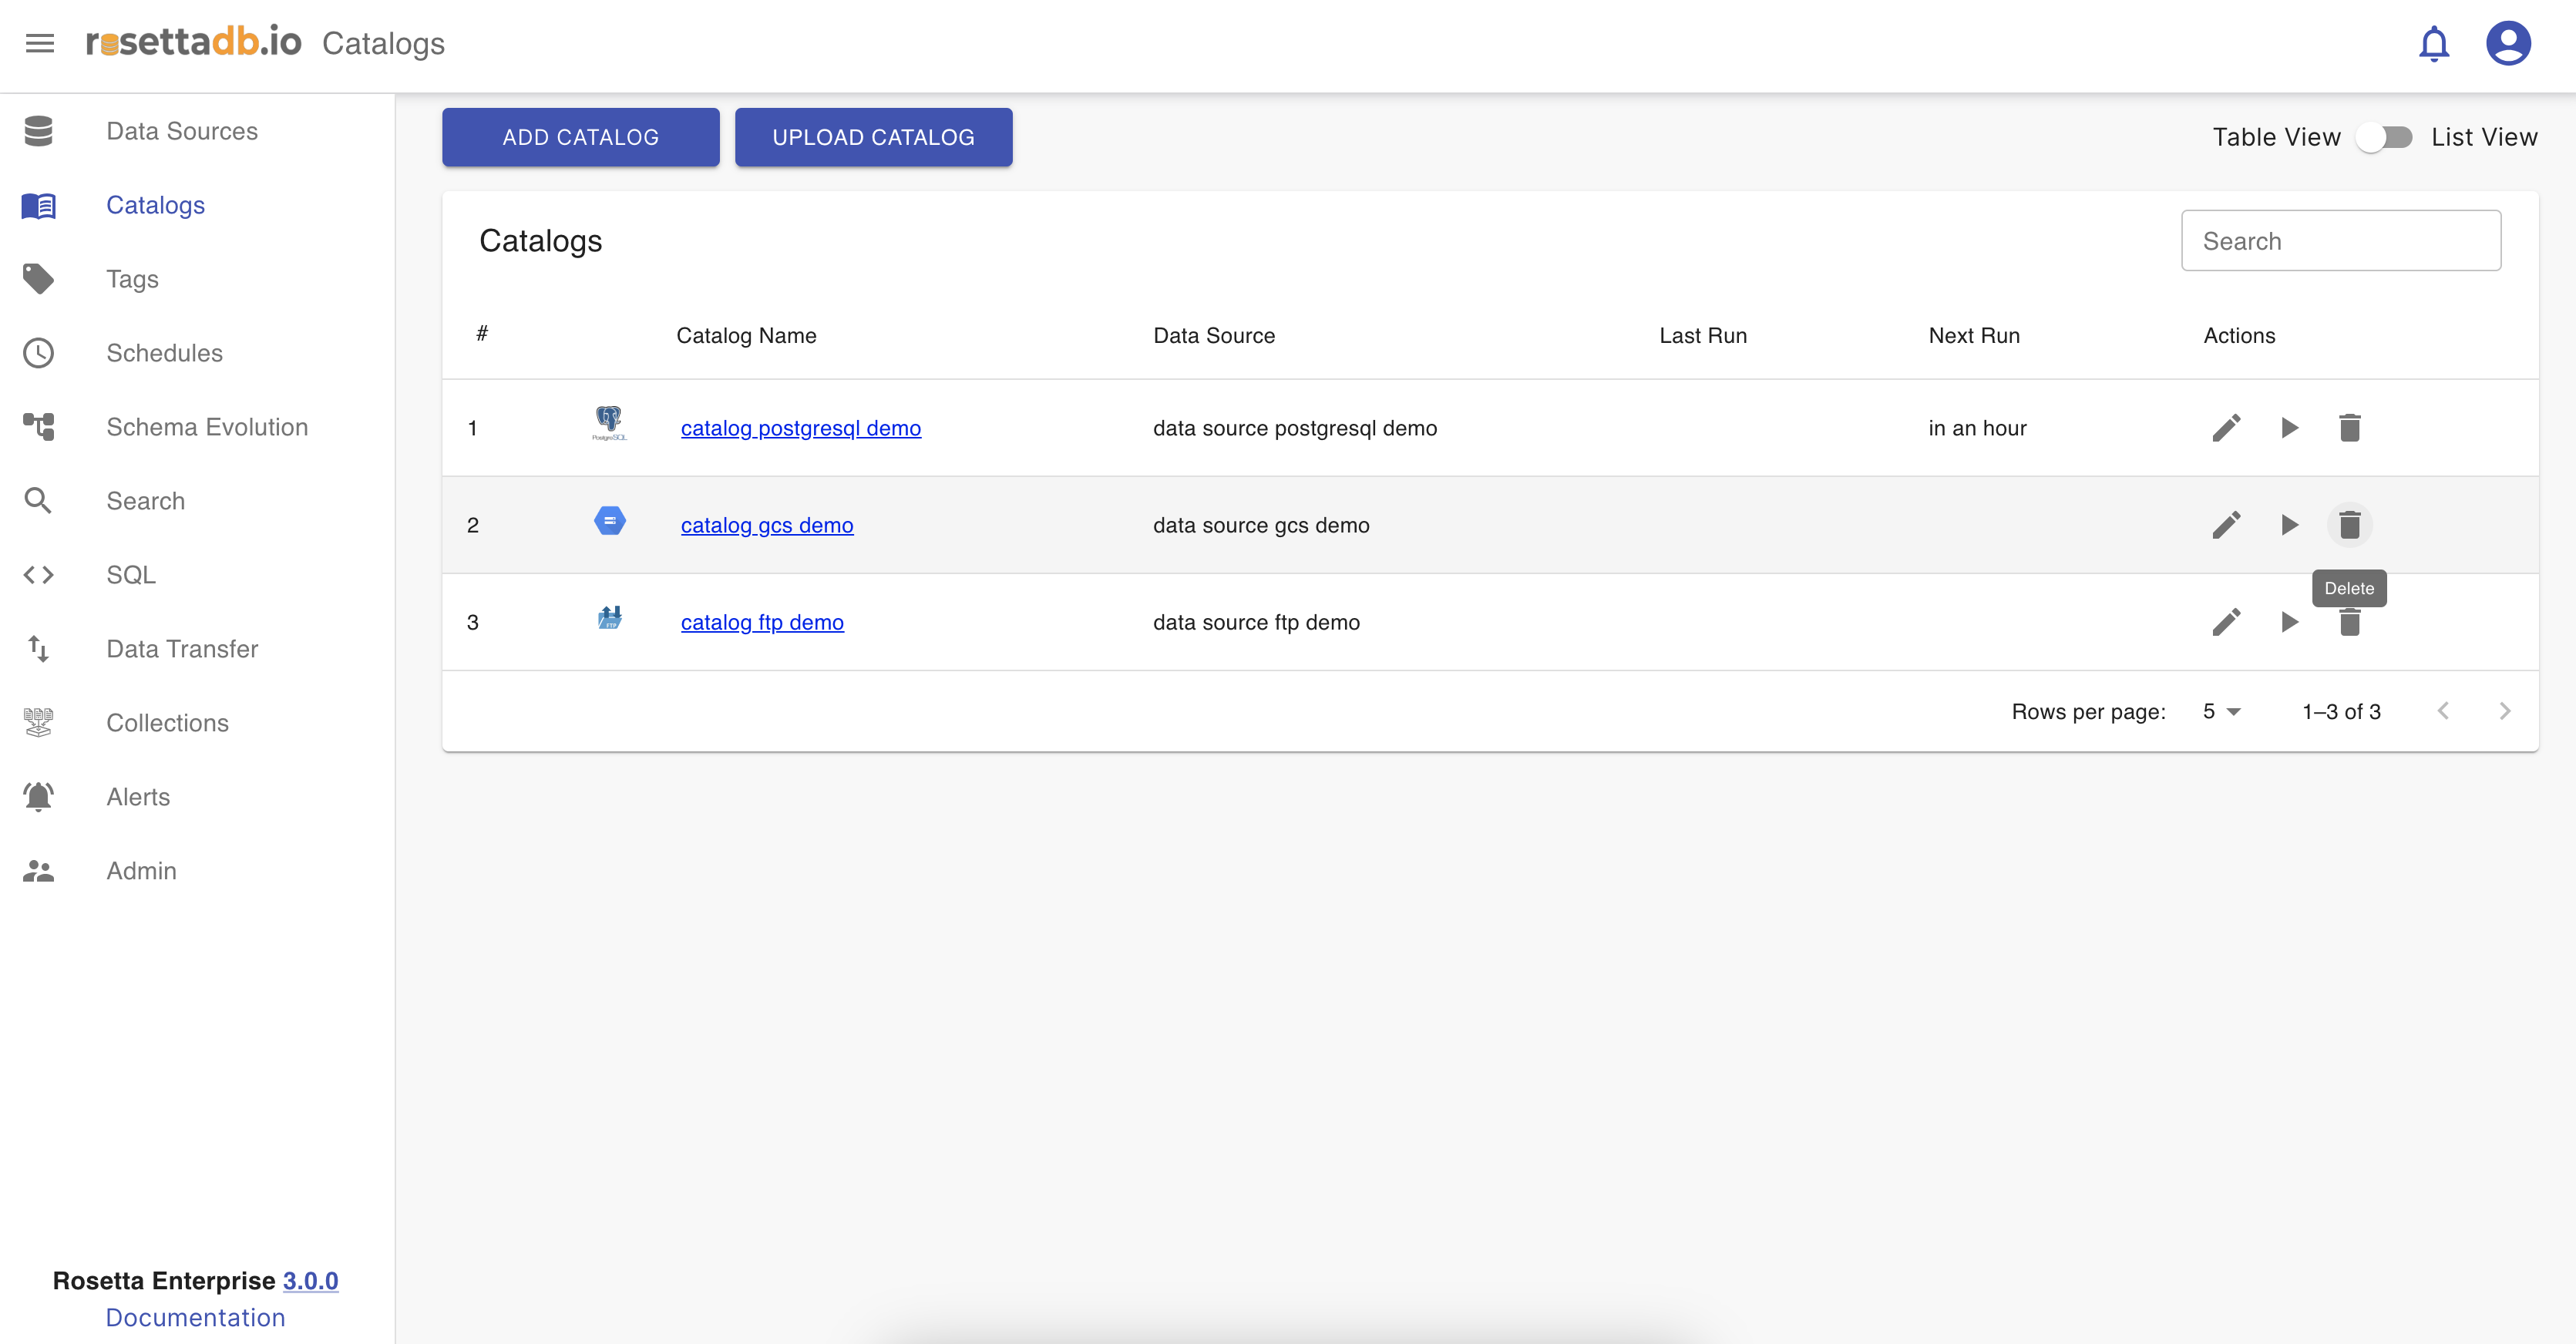 rosettadb.io Catalogs
Data Sources
Catalogs
Tags
Schedules
Schema Evolution
Search
SQL
Data Transfer
Collections
Alerts
Admin
Rosetta Enterprise 3.0.0
Documentation
ADD CATALOG UPLOAD CATALOG Table View List View
Catalogs Search
# Catalog Name Data Source Last Run Next Run Actions
1 PostgreSQL catalog postgresql demo data source postgresql demo in an hour
2 catalog gcs demo data source gcs demo
Delete
3 FTP catalog ftp demo data source ftp demo
Rows per page: 5 1–3 of 3